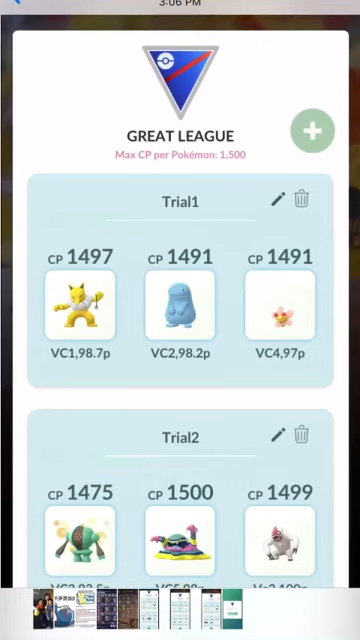 3:06 PM
GREAT LEAGUE
Max CP per Pokémon: 1,500
Trial1
CP 1497 CP 1491 CP 1491
VC1,98.7p VC2,98.2p VC4,97p
Trial2
CP 1475 CP 1500 CP 1499